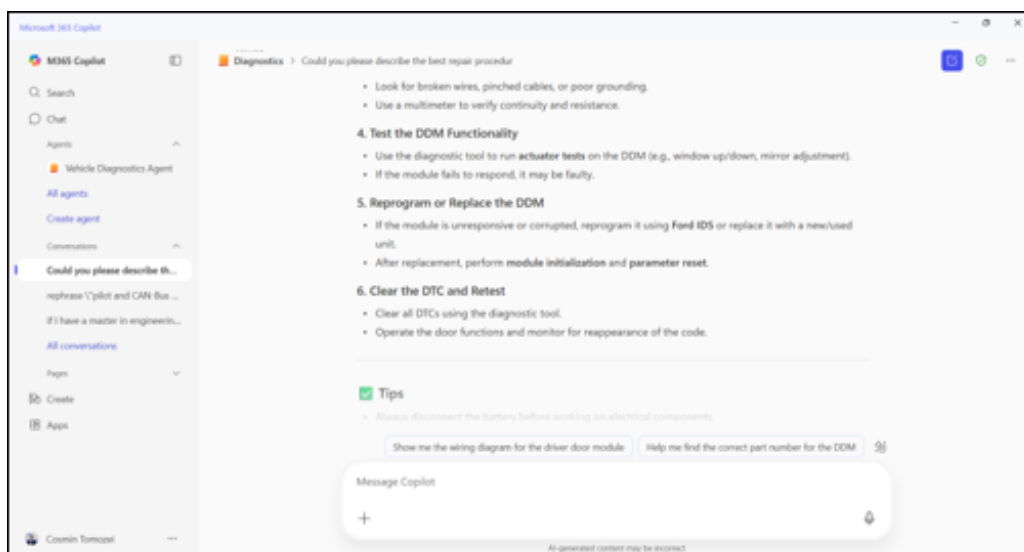 Microsoft 365 Copilot
M365 Copilot
Search
Chat
Agents
Vehicle Diagnostics Agent
All agents
Create agent
Conversations
Could you please describe th...
rephrase \"pilot and CAN-Bus ...
if I have a master in engineerin...
All conversations
Pages
Create
Apps
Cosmin Tomozei
Diagnostics > Could you please describe the best repair procedur
Look for broken wires, pinched cables, or poor grounding.
Use a multimeter to verify continuity and resistance.
4. Test the DDM Functionality
Use the diagnostic tool to run actuator tests on the DDM (e.g., window up/down, mirror adjustment).
If the module fails to respond, it may be faulty.
5. Reprogram or Replace the DDM
If the module is unresponsive or corrupted, reprogram it using Ford IDS or replace it with a new/used
unit.
After replacement, perform module initialization and parameter reset.
6. Clear the DTC and Retest
Clear all DTCs using the diagnostic tool.
Operate the door functions and monitor for reappearance of the code.
Tips
Always disconnect the battery before working on electrical components.
Show me the wiring diagram for the driver door module
Help me find the correct part number for the DDM
Message Copilot
AI-generated content may be incorrect